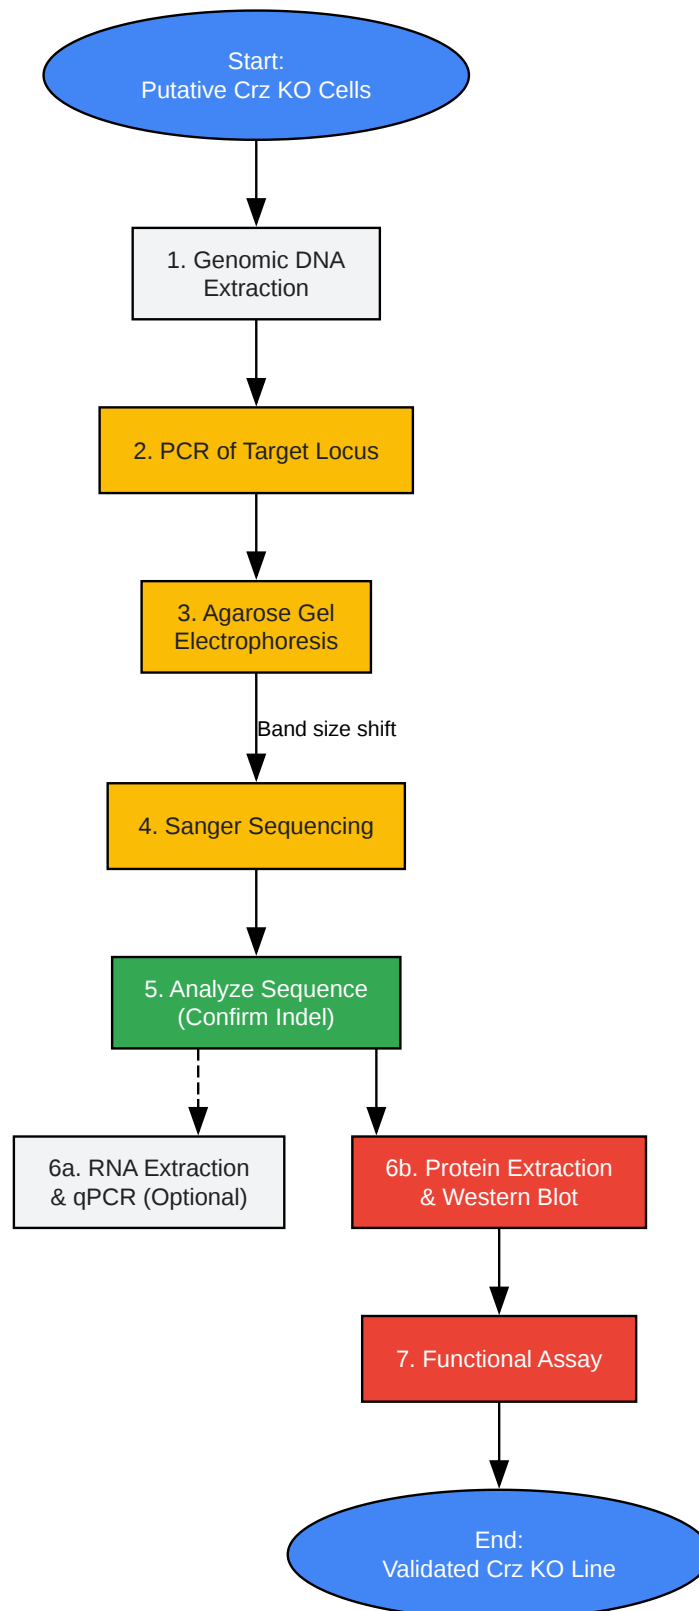 Start:
Putative Crz KO Cells
1. Genomic DNA
Extraction
2. PCR of Target Locus
3. Agarose Gel
Electrophoresis
Band size shift
4. Sanger Sequencing
5. Analyze Sequence
(Confirm Indel)
6a. RNA Extraction
& qPCR (Optional)
6b. Protein Extraction
& Western Blot
7. Functional Assay
End:
Validated Crz KO Line